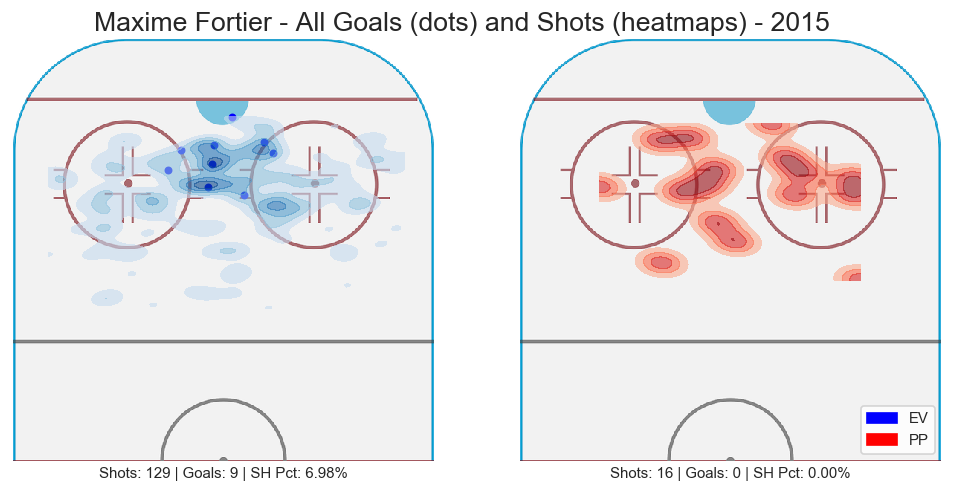 Maxime Fortier - All Goals (dots) and Shots (heatmaps) - 2015
EV
PP
Shots: 129 | Goals: 9 | SH Pct: 6.98%
Shots: 16 | Goals: 0 | SH Pct: 0.00%